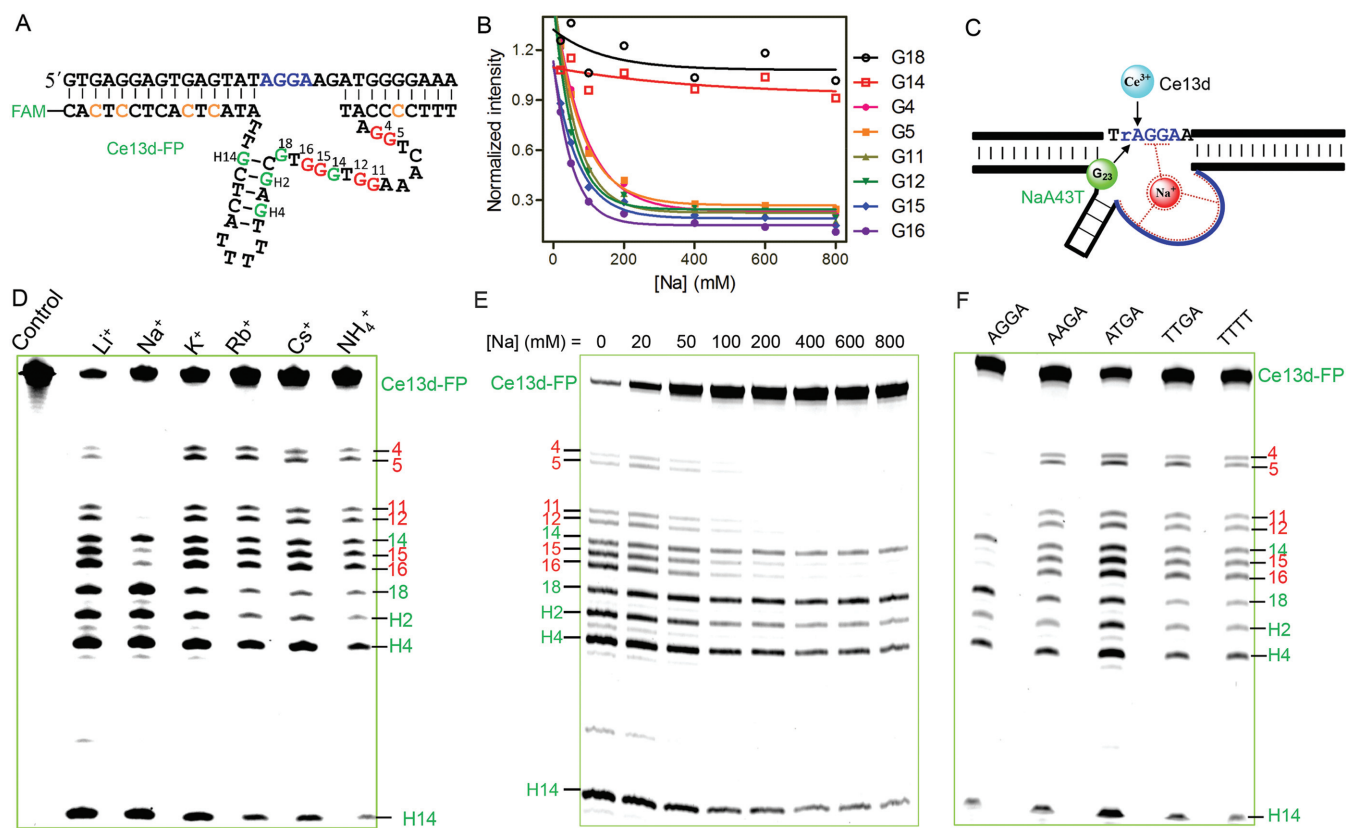 A
5′GTGAGGAGTGAGTATAGGAAGATGGGGAAA
FAM CACTCCTCACTCATA TACCCCTTT
Ce13d-FP
T T A G G T C A A A A G G T G G G T G C G A G T T T T T T A C T C G
4 5 11 12 14 15 16 18
H14 H2 H4
B
Normalized intensity
1.2
0.9
0.6
0.3
0 200 400 600 800
[Na] (mM)
G18
G14
G4
G5
G11
G12
G15
G16
C
Ce³⁺ Ce13d
TrAGGAA
G₂₃
Na⁺
NaA43T
D
Control Li⁺ Na⁺ K⁺ Rb⁺ Cs⁺ NH₄⁺
Ce13d-FP
4
5
11
12
14
15
16
18
H2
H4
H14
E
[Na] (mM) = 0 20 50 100 200 400 600 800
Ce13d-FP
4
5
11
12
14
15
16
18
H2
H4
H14
F
AGGA AAGA ATGA TTGA TTTT
Ce13d-FP
4
5
11
12
14
15
16
18
H2
H4
H14